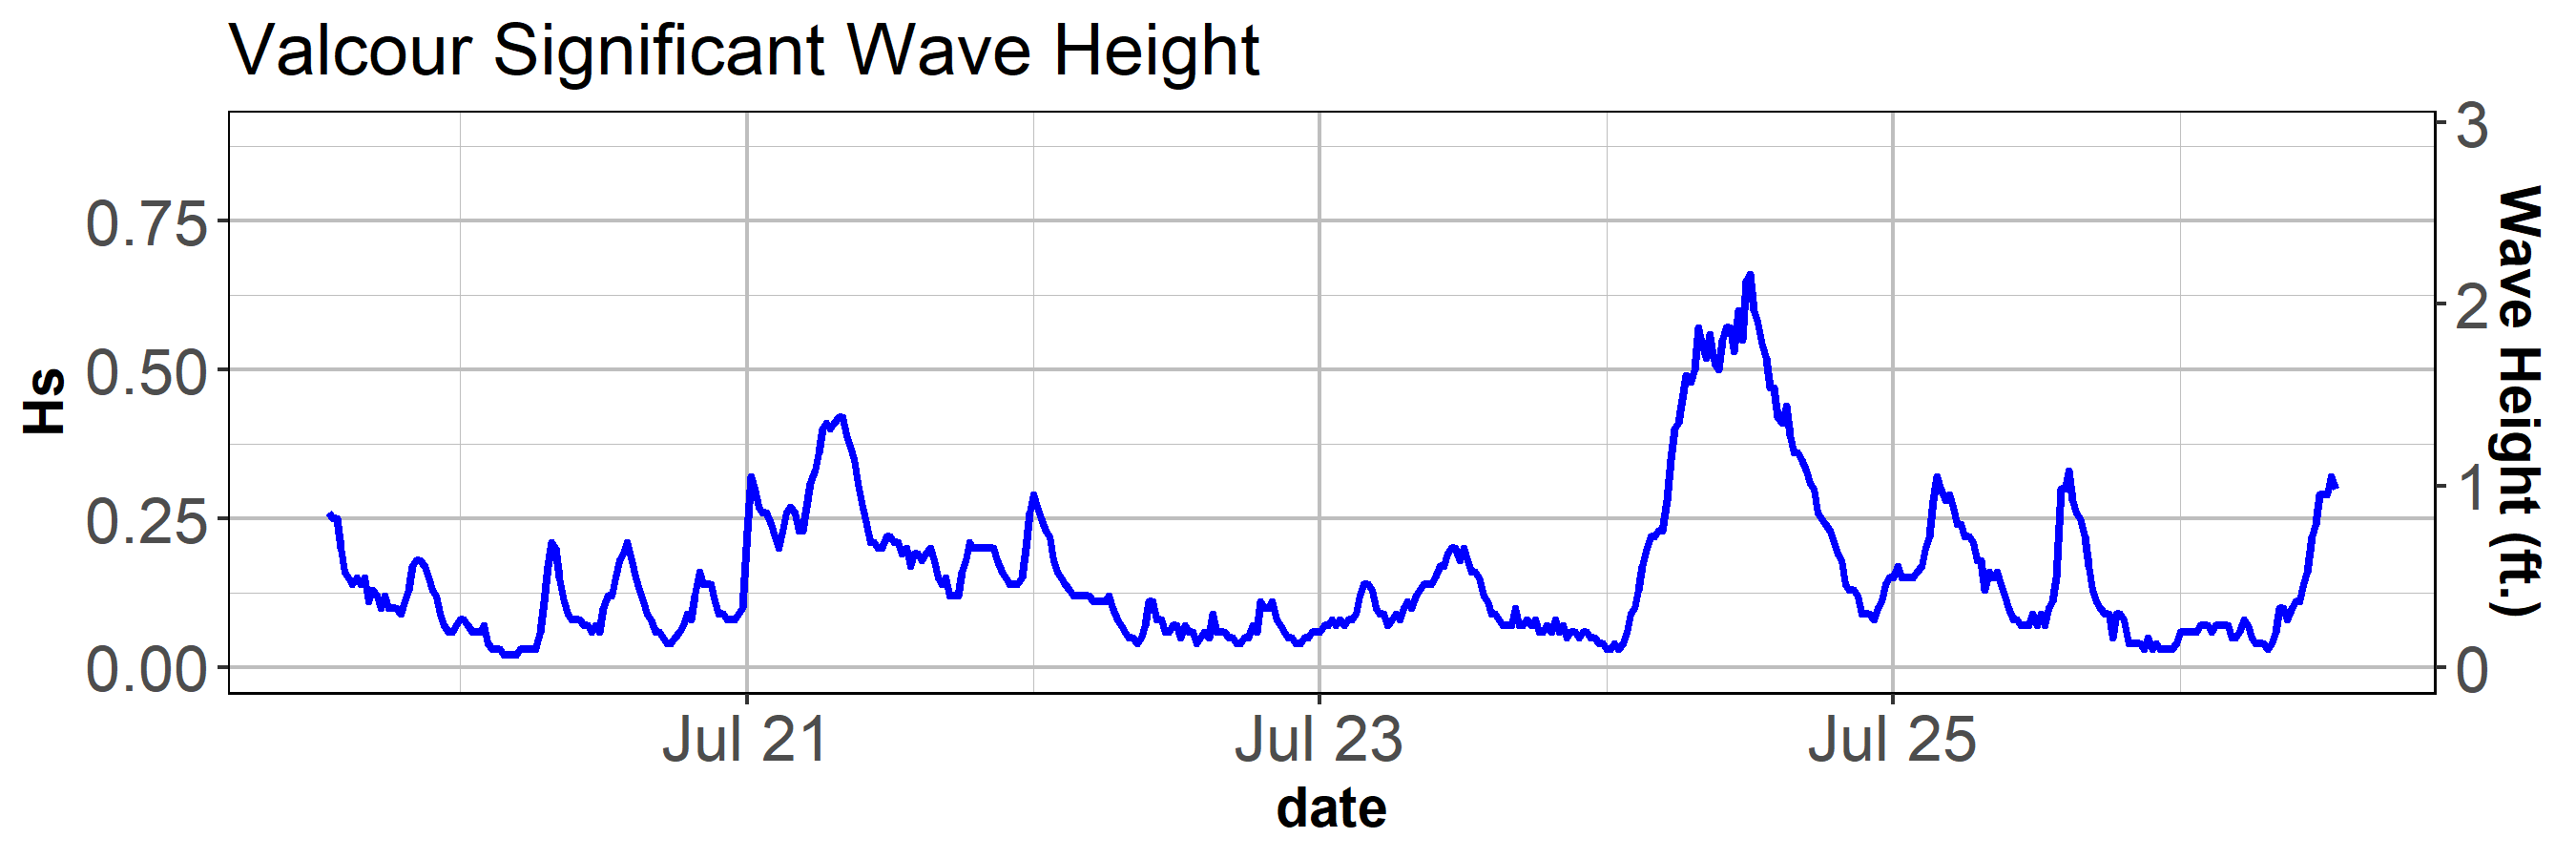 Valcour Significant Wave Height
Hs
0.75
0.50
0.25
0.00
3
2
1
0
Wave Height (ft.)
Jul 21
Jul 23
Jul 25
date